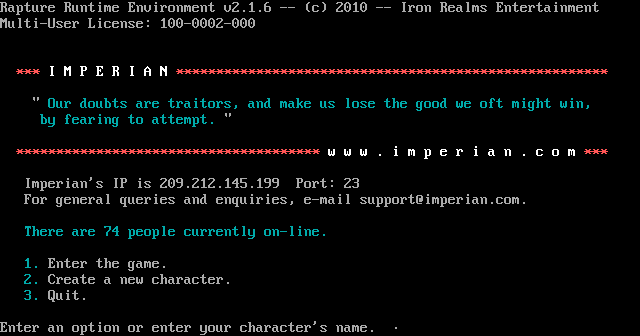 Rapture Runtime Environment v2.1.6 -- (c) 2010 -- Iron Realms Entertainment
Multi-User License: 100-0002-000
*** I M P E R I A N ******************************************************
" Our doubts are traitors, and make us lose the good we oft might win,
by fearing to attempt. "
************************************** w w w . i m p e r i a n . c o m ***
Imperian's IP is 209.212.145.199  Port: 23
For general queries and enquiries, e-mail support@imperian.com.
There are 74 people currently on-line.
1. Enter the game.
2. Create a new character.
3. Quit.
Enter an option or enter your character's name.